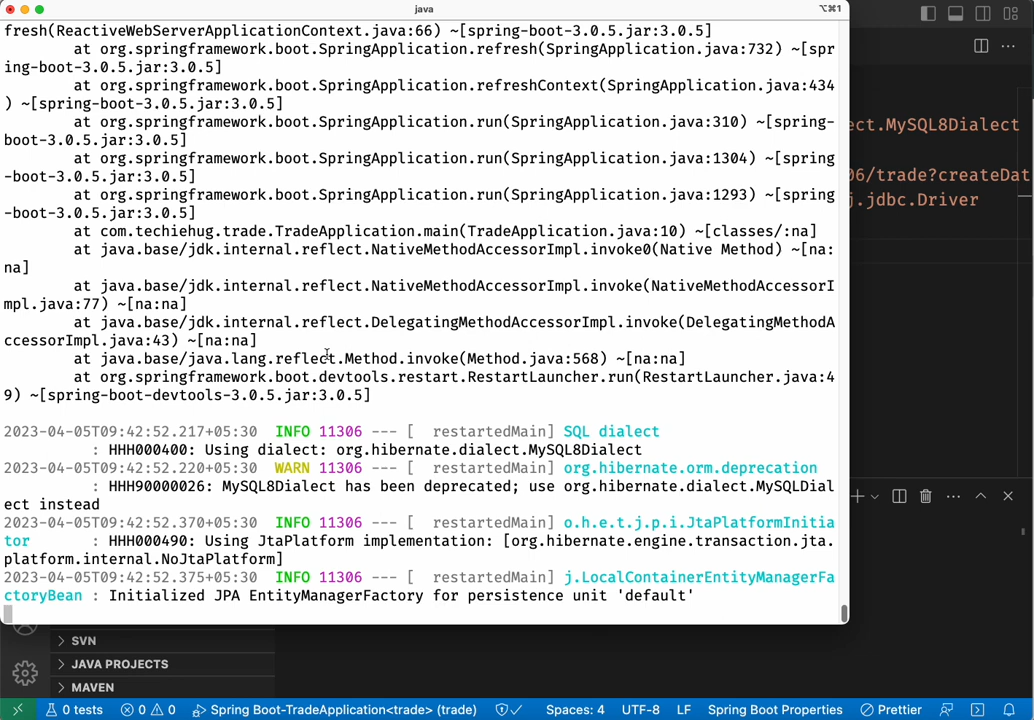 java
⌥⌘1
fresh(ReactiveWebServerApplicationContext.java:66) ~[spring-boot-3.0.5.jar:3.0.5]
at org.springframework.boot.SpringApplication.refresh(SpringApplication.java:732) ~[spr
ing-boot-3.0.5.jar:3.0.5]
at org.springframework.boot.SpringApplication.refreshContext(SpringApplication.java:434
) ~[spring-boot-3.0.5.jar:3.0.5]
at org.springframework.boot.SpringApplication.run(SpringApplication.java:310) ~[spring-
boot-3.0.5.jar:3.0.5]
at org.springframework.boot.SpringApplication.run(SpringApplication.java:1304) ~[spring
-boot-3.0.5.jar:3.0.5]
at org.springframework.boot.SpringApplication.run(SpringApplication.java:1293) ~[spring
-boot-3.0.5.jar:3.0.5]
at com.techiehug.trade.TradeApplication.main(TradeApplication.java:10) ~[classes/:na]
at java.base/jdk.internal.reflect.NativeMethodAccessorImpl.invoke0(Native Method) ~[na:
na]
at java.base/jdk.internal.reflect.NativeMethodAccessorImpl.invoke(NativeMethodAccessorI
mpl.java:77) ~[na:na]
at java.base/jdk.internal.reflect.DelegatingMethodAccessorImpl.invoke(DelegatingMethodA
ccessorImpl.java:43) ~[na:na]
at java.base/java.lang.reflect.Method.invoke(Method.java:568) ~[na:na]
at org.springframework.boot.devtools.restart.RestartLauncher.run(RestartLauncher.java:4
9) ~[spring-boot-devtools-3.0.5.jar:3.0.5]
2023-04-05T09:42:52.217+05:30  INFO 11306 --- [  restartedMain] SQL dialect
: HHH000400: Using dialect: org.hibernate.dialect.MySQL8Dialect
2023-04-05T09:42:52.220+05:30  WARN 11306 --- [  restartedMain] org.hibernate.orm.deprecation
: HHH90000026: MySQL8Dialect has been deprecated; use org.hibernate.dialect.MySQLDial
ect instead
2023-04-05T09:42:52.370+05:30  INFO 11306 --- [  restartedMain] o.h.e.t.j.p.i.JtaPlatformInitia
tor       : HHH000490: Using JtaPlatform implementation: [org.hibernate.engine.transaction.jta.
platform.internal.NoJtaPlatform]
2023-04-05T09:42:52.375+05:30  INFO 11306 --- [  restartedMain] j.LocalContainerEntityManagerFa
ctoryBean : Initialized JPA EntityManagerFactory for persistence unit 'default'
ect.MySQL8Dialect
06/trade?createDat
j.jdbc.Driver
SVN
JAVA PROJECTS
MAVEN
0 tests
0 0
Spring Boot-TradeApplication<trade> (trade)
Spaces: 4
UTF-8
LF
Spring Boot Properties
Prettier